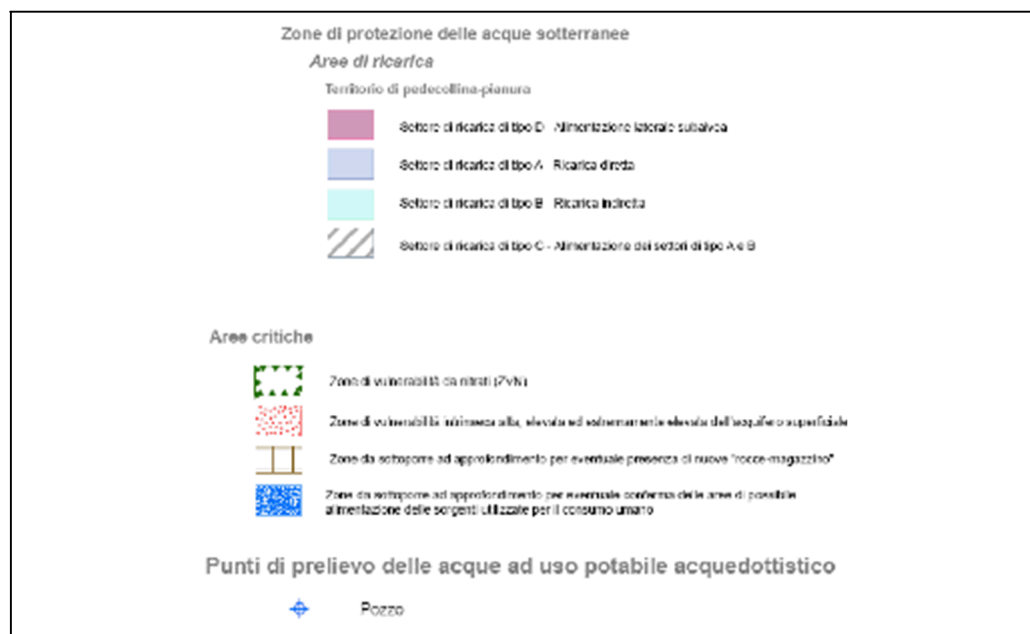 Zone di protezione delle acque sotterranee
Aree di ricarica
Territorio di pedecollina-pianura
Settore di ricarica di tipo D - Alimentazione laterale subalvea
Settore di ricarica di tipo A - Ricarica diretta
Settore di ricarica di tipo B - Ricarica indiretta
Settore di ricarica di tipo C - Alimentazione dei settori di tipo A e B
Aree critiche
Zone di vulnerabilità da nitrati (ZVN)
Zone di vulnerabilità intrinseca alta, elevata ed estremamente elevata dell'acquifero superficiale
Zone da sottoporre ad approfondimento per eventuale presenza di nuove "rocce-magazzino"
Zone da sottoporre ad approfondimento per eventuale conferma delle aree di possibile
alimentazione delle sorgenti utilizzate per il consumo umano
Punti di prelievo delle acque ad uso potabile acquedottistico
Pozzo